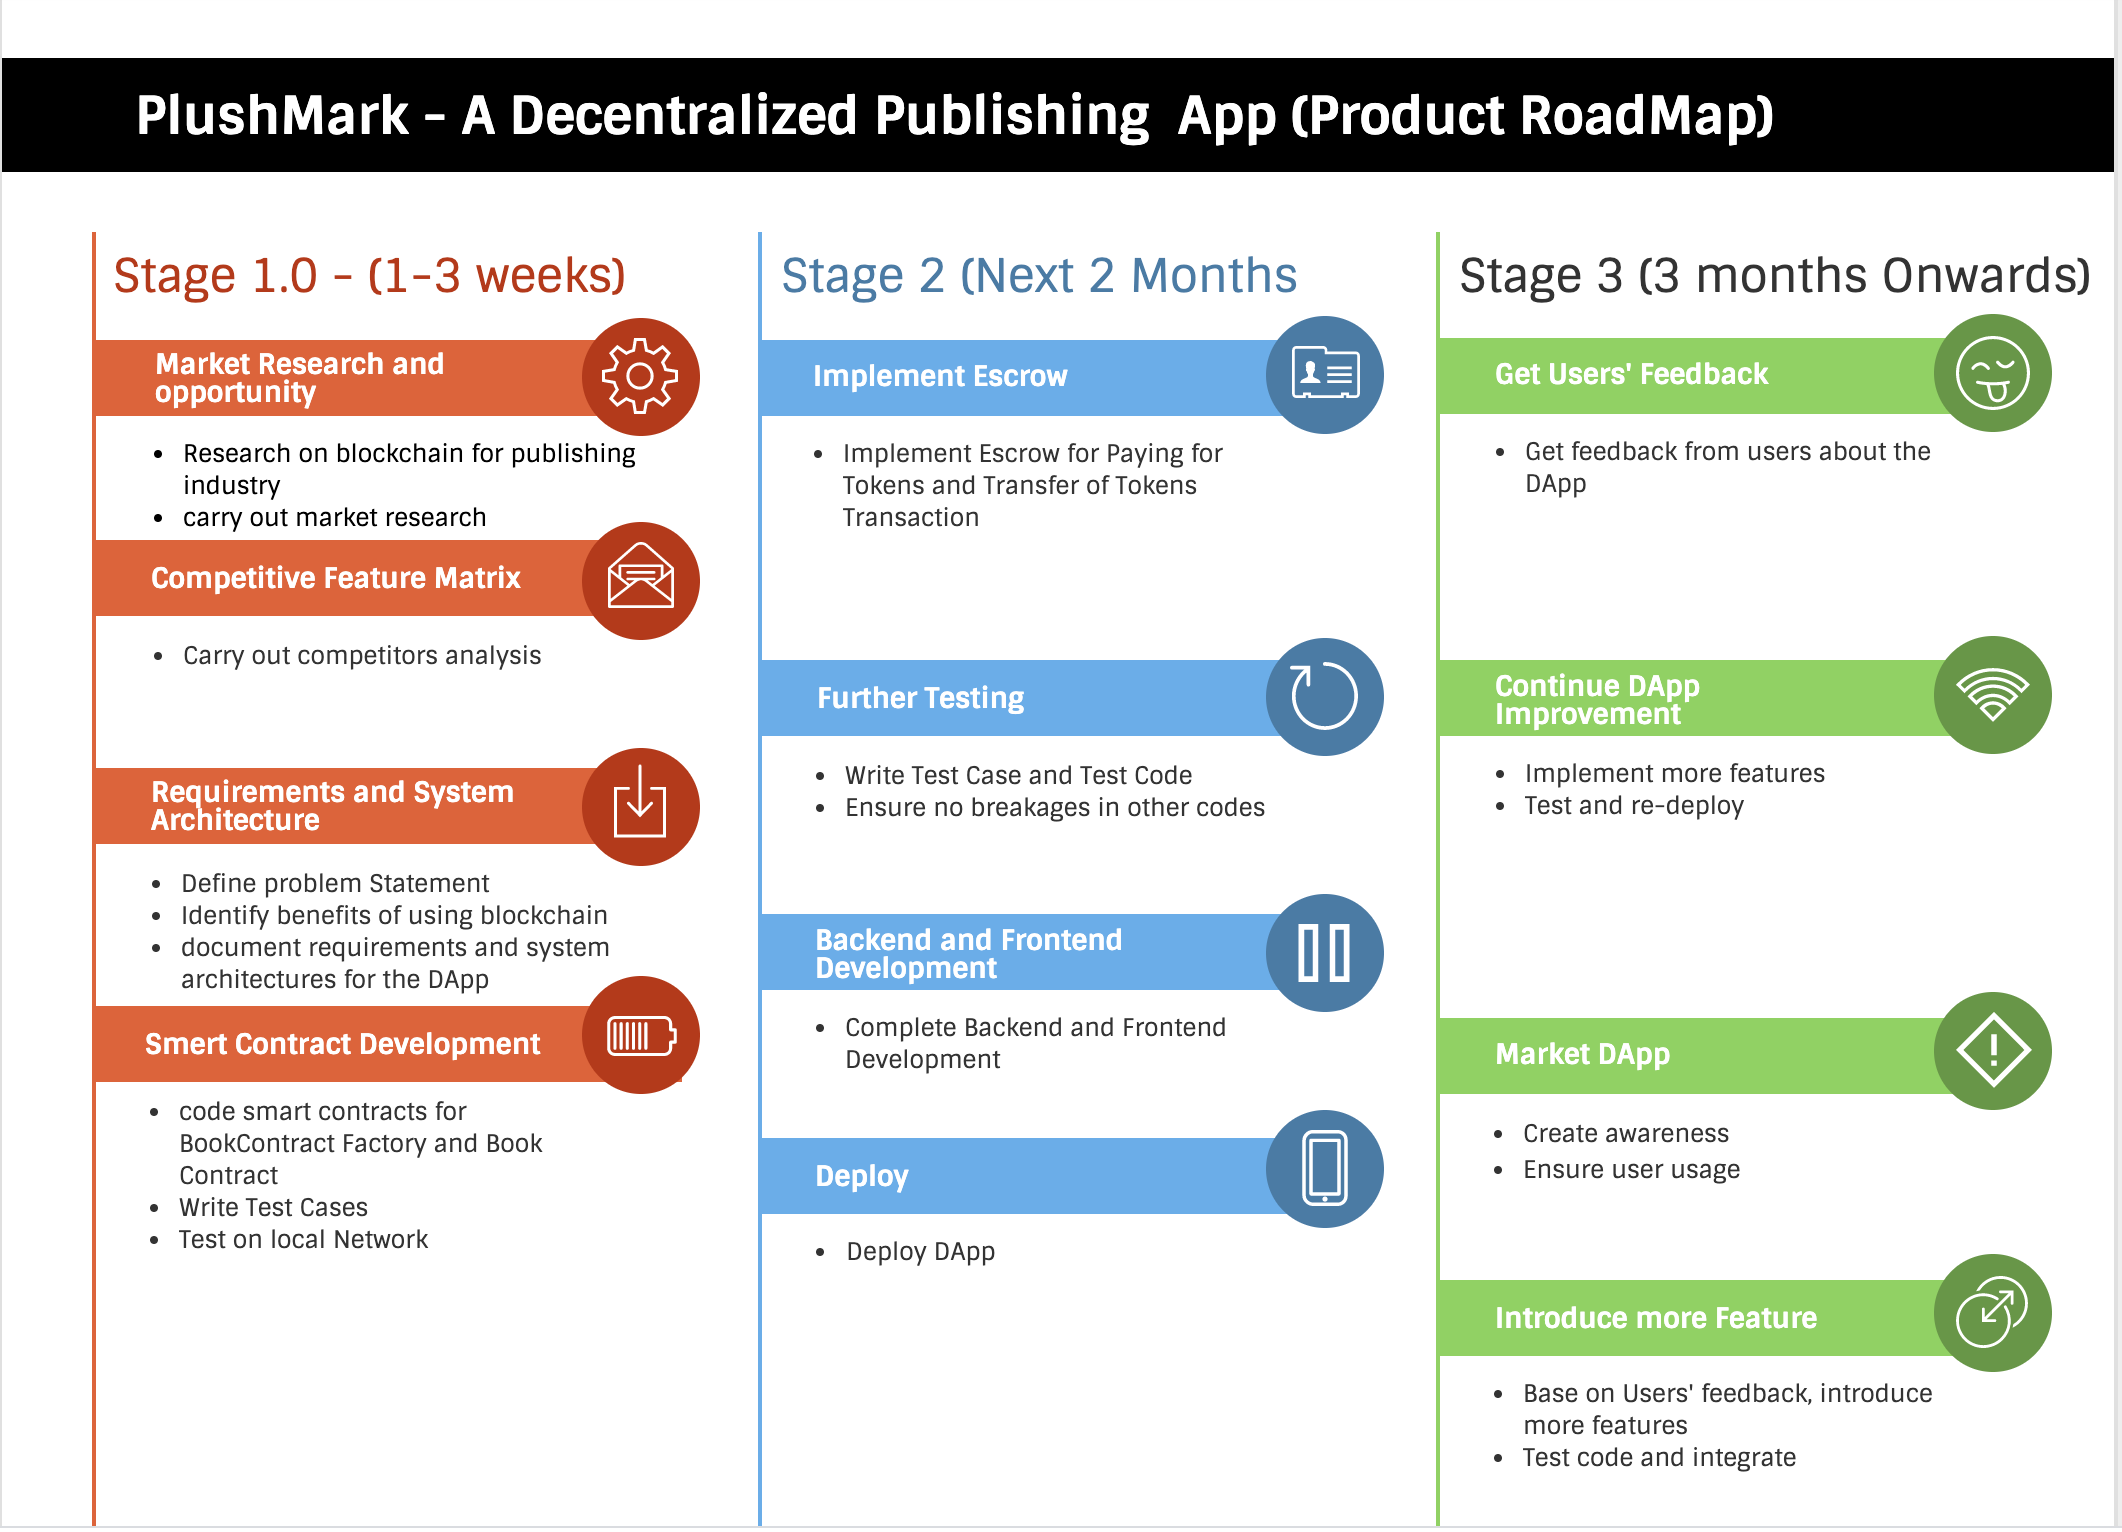 PlushMark - A Decentralized Publishing  App (Product RoadMap)
Stage 1.0 - (1-3 weeks)
Market Research and
opportunity
• Research on blockchain for publishing
industry
• carry out market research
Competitive Feature Matrix
• Carry out competitors analysis
Requirements and System
Architecture
• Define problem Statement
• Identify benefits of using blockchain
• document requirements and system
architectures for the DApp
Smert Contract Development
• code smart contracts for
BookContract Factory and Book
Contract
• Write Test Cases
• Test on local Network
Stage 2 (Next 2 Months
Implement Escrow
• Implement Escrow for Paying for
Tokens and Transfer of Tokens
Transaction
Further Testing
• Write Test Case and Test Code
• Ensure no breakages in other codes
Backend and Frontend
Development
• Complete Backend and Frontend
Development
Deploy
• Deploy DApp
Stage 3 (3 months Onwards)
Get Users' Feedback
• Get feedback from users about the
DApp
Continue DApp
Improvement
• Implement more features
• Test and re-deploy
Market DApp
• Create awareness
• Ensure user usage
Introduce more Feature
• Base on Users' feedback, introduce
more features
• Test code and integrate